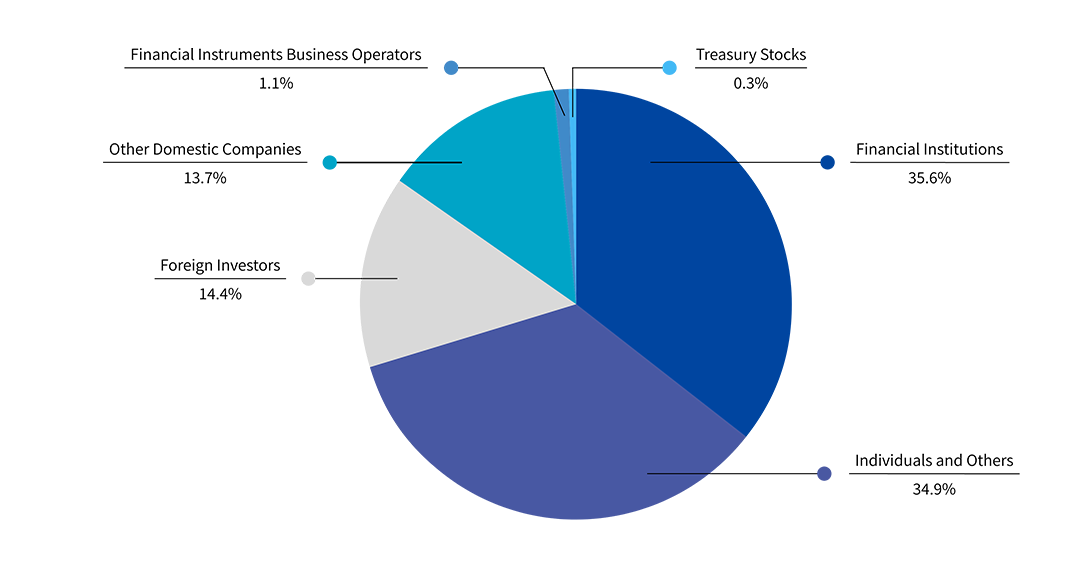 Financial Instruments Business Operators
1.1%
Treasury Stocks
0.3%
Other Domestic Companies
13.7%
Financial Institutions
35.6%
Foreign Investors
14.4%
Individuals and Others
34.9%